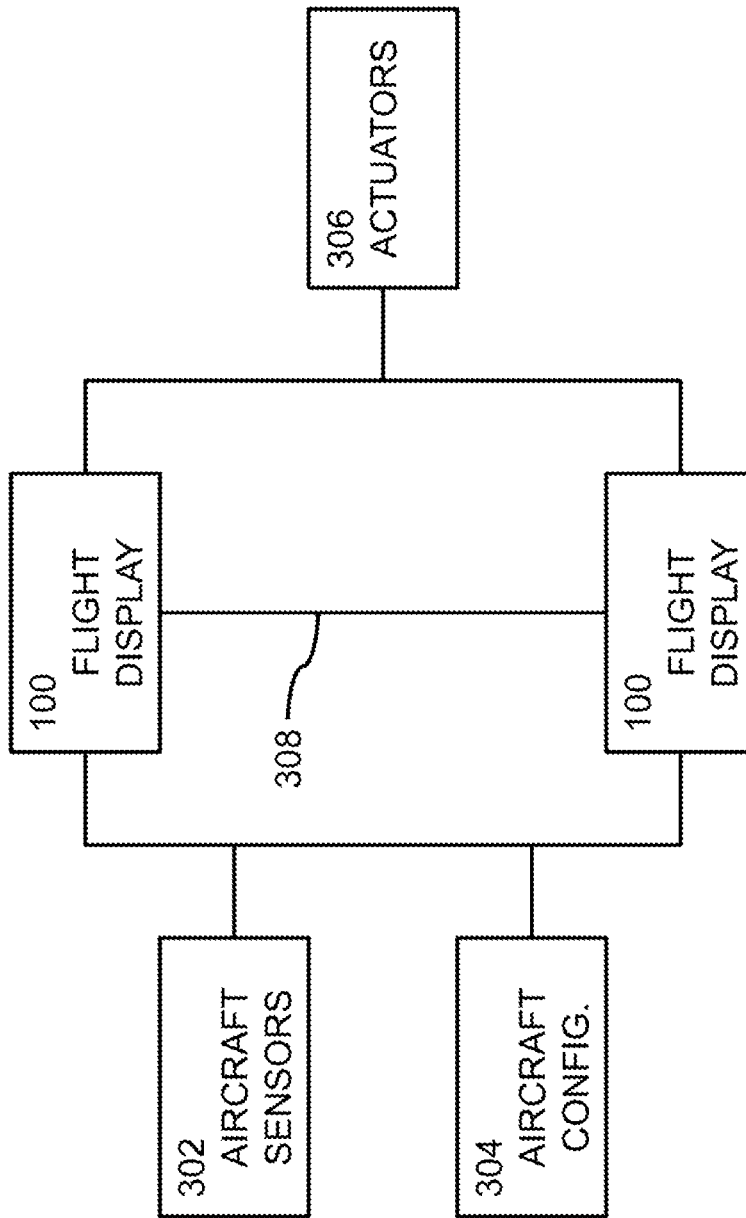 302
AIRCRAFT
SENSORS
304
AIRCRAFT
CONFIG.
100
FLIGHT
DISPLAY
308
100
FLIGHT
DISPLAY
306
ACTUATORS